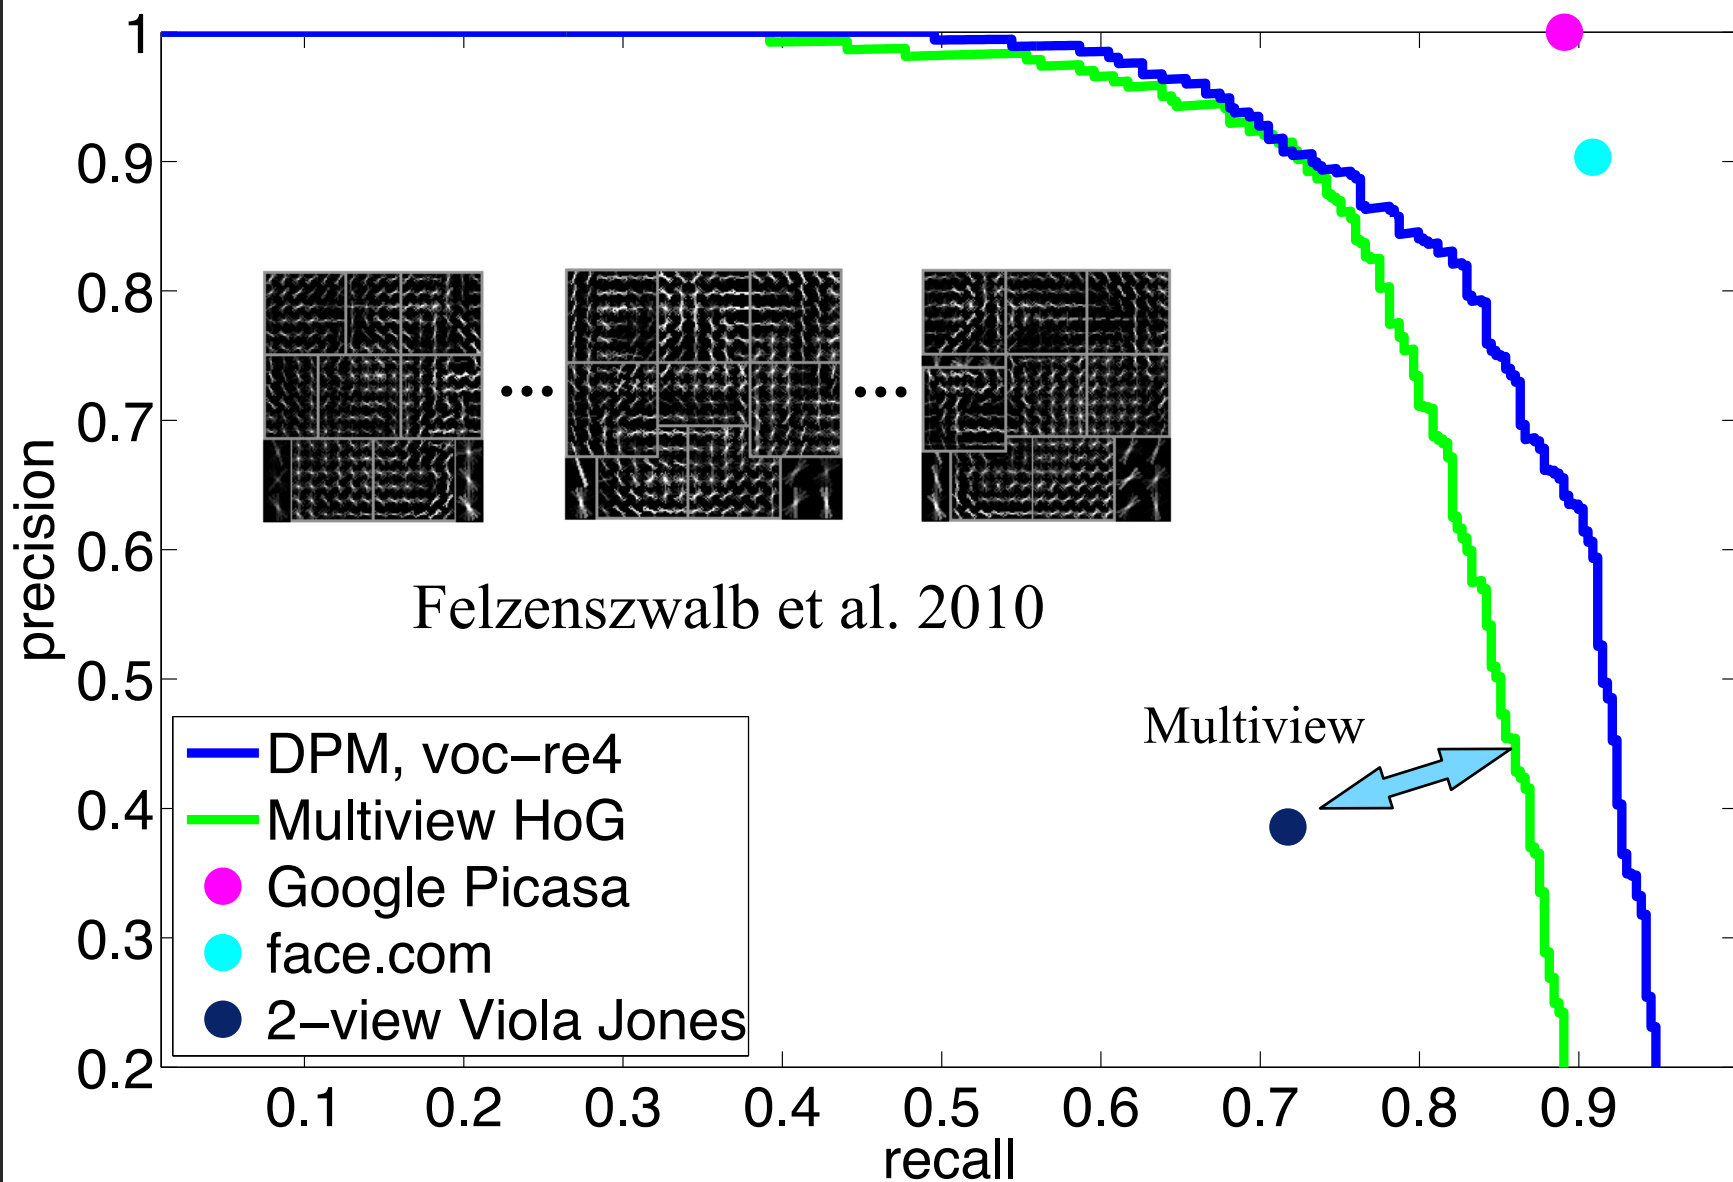 1
0.9
0.8
0.7
0.6
0.5
0.4
0.3
0.2
precision
Felzenszwalb et al. 2010
Multiview
DPM, voc−re4
Multiview HoG
Google Picasa
face.com
2−view Viola Jones
0.1 0.2 0.3 0.4 0.5 0.6 0.7 0.8 0.9
recall